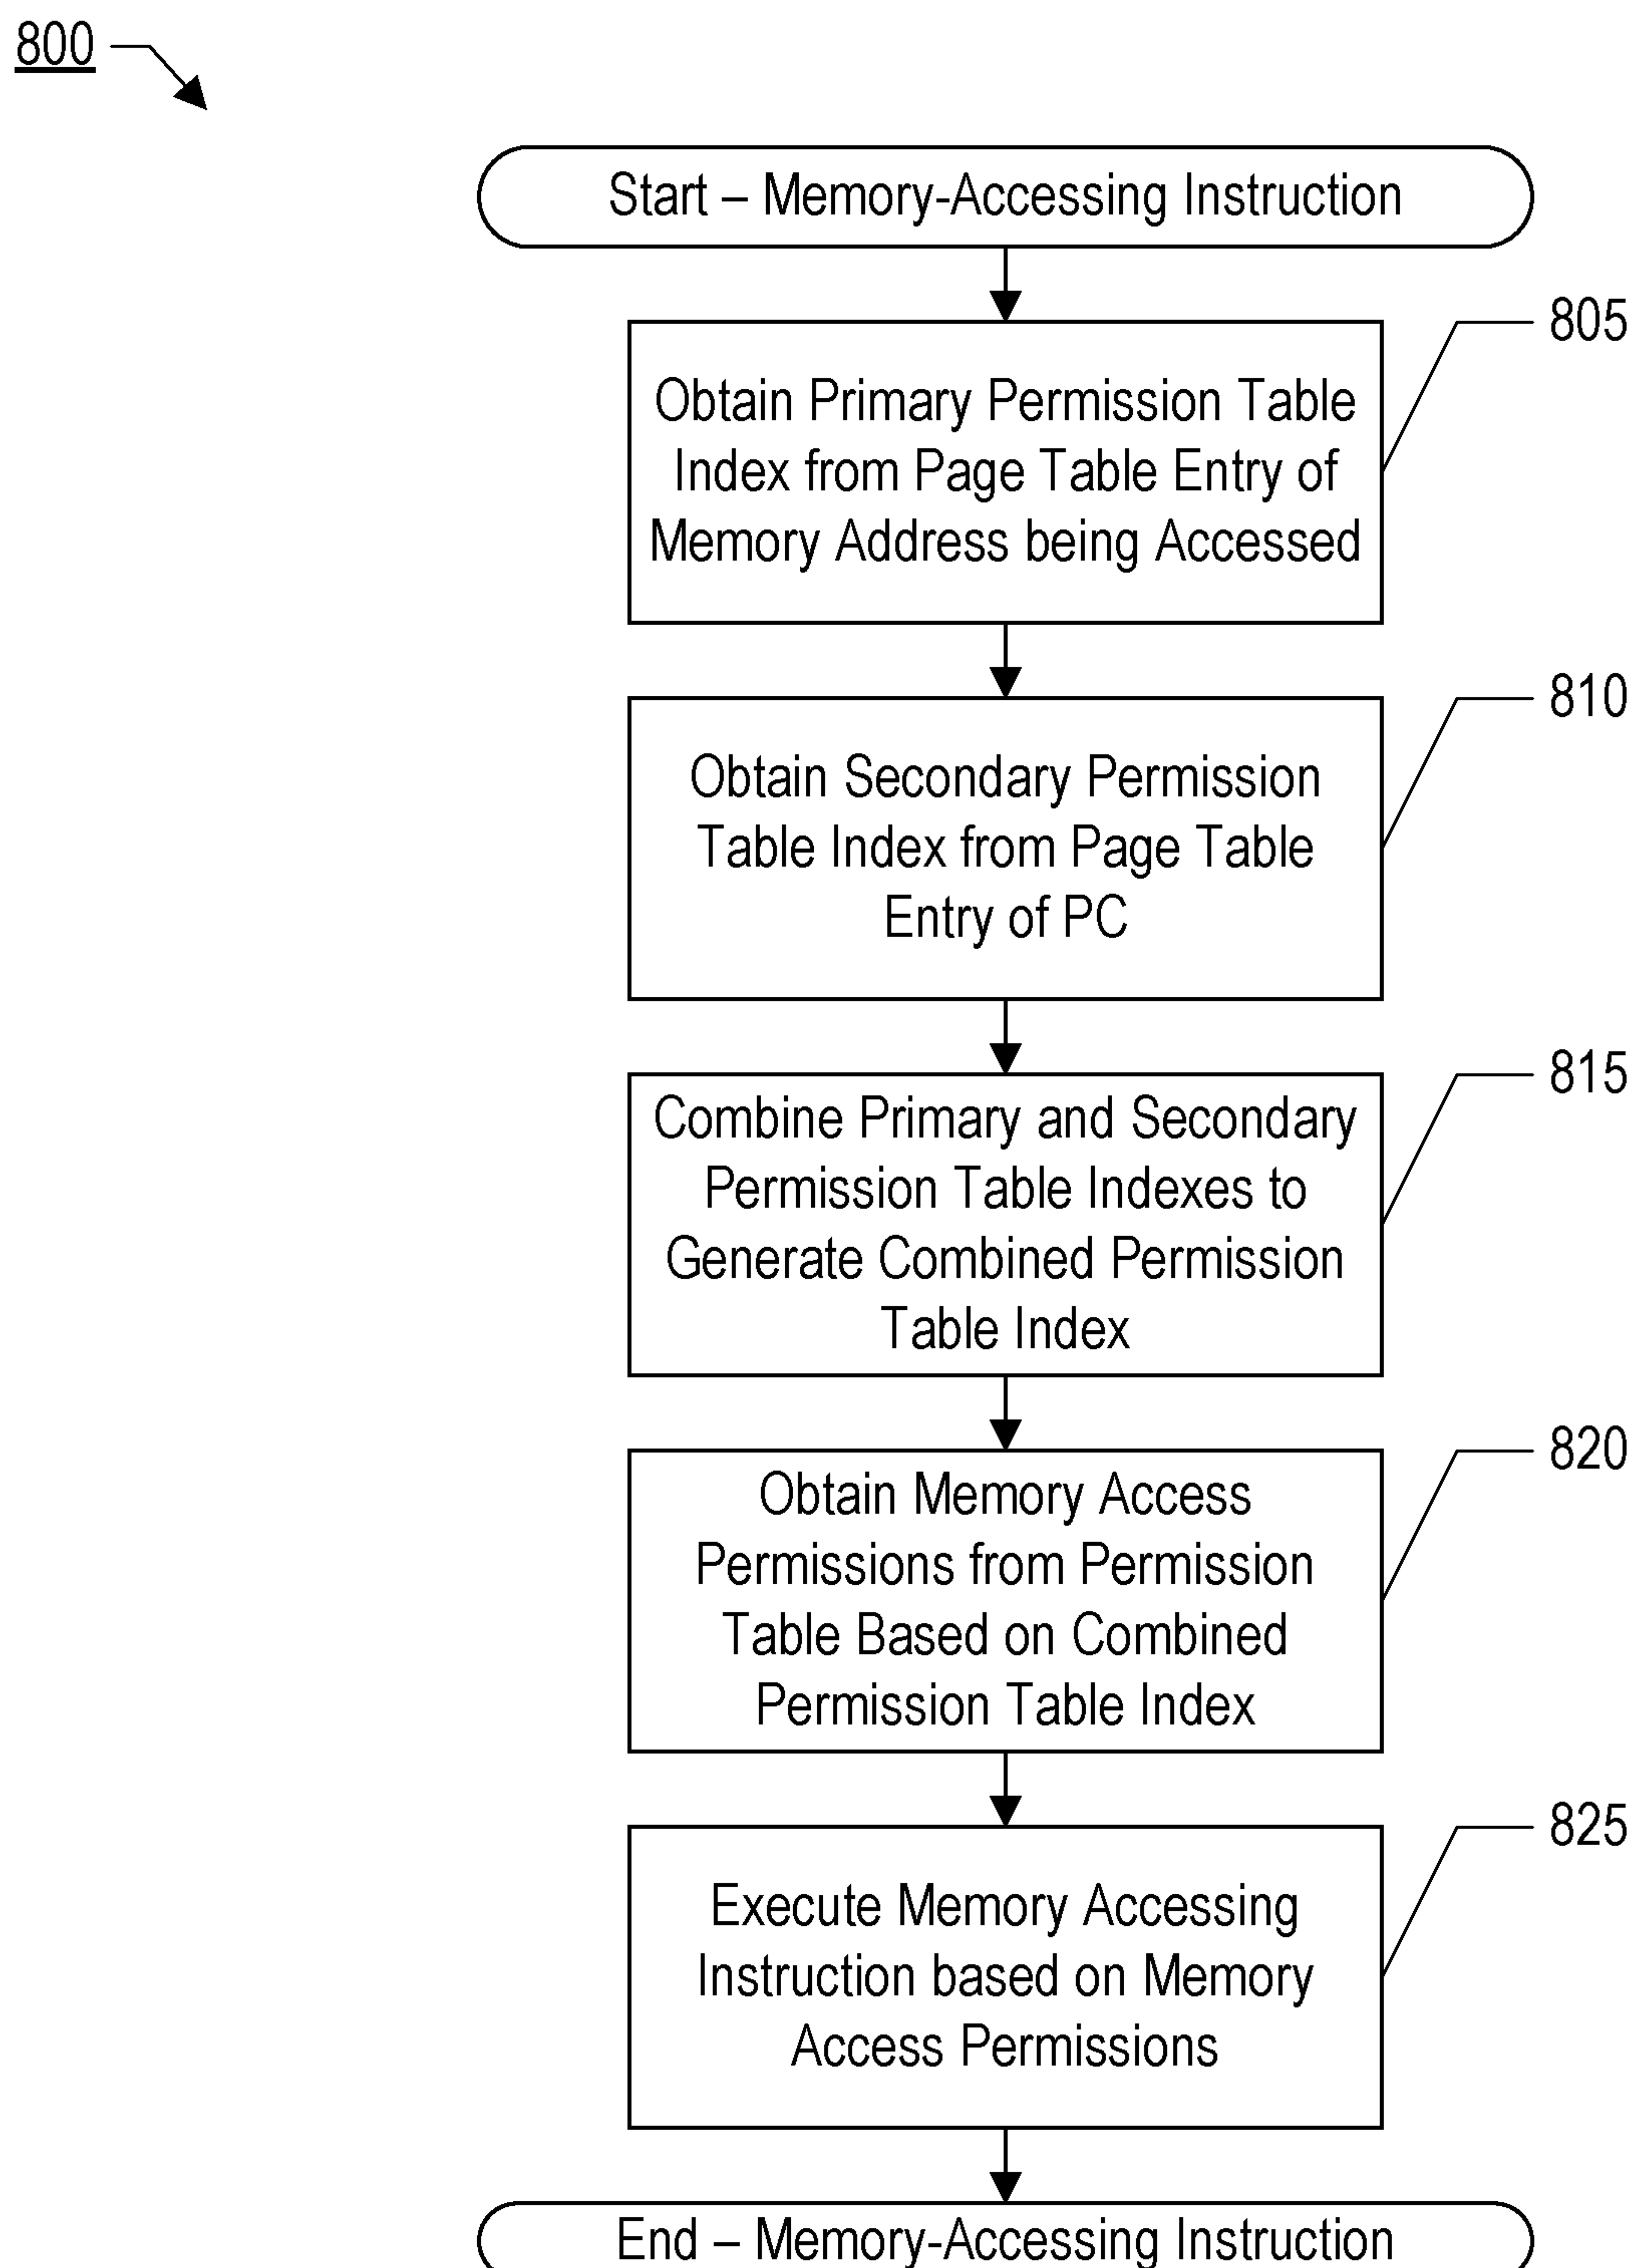 800
Start – Memory-Accessing Instruction
805
Obtain Primary Permission Table
Index from Page Table Entry of
Memory Address being Accessed
810
Obtain Secondary Permission
Table Index from Page Table
Entry of PC
815
Combine Primary and Secondary
Permission Table Indexes to
Generate Combined Permission
Table Index
820
Obtain Memory Access
Permissions from Permission
Table Based on Combined
Permission Table Index
825
Execute Memory Accessing
Instruction based on Memory
Access Permissions
End – Memory-Accessing Instruction